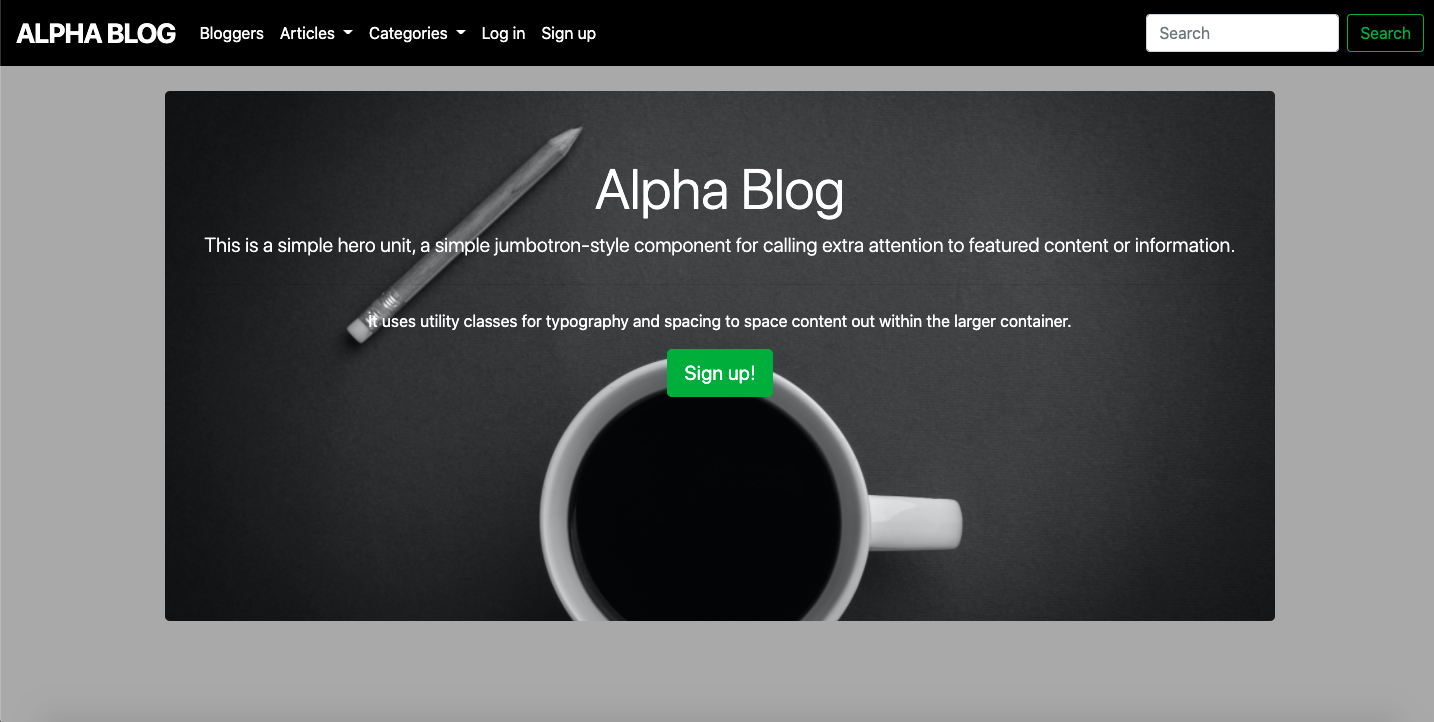 ALPHA BLOG Bloggers Articles Categories Log in Sign up Search Search
Alpha Blog
This is a simple hero unit, a simple jumbotron-style component for calling extra attention to featured content or information.
It uses utility classes for typography and spacing to space content out within the larger container.
Sign up!